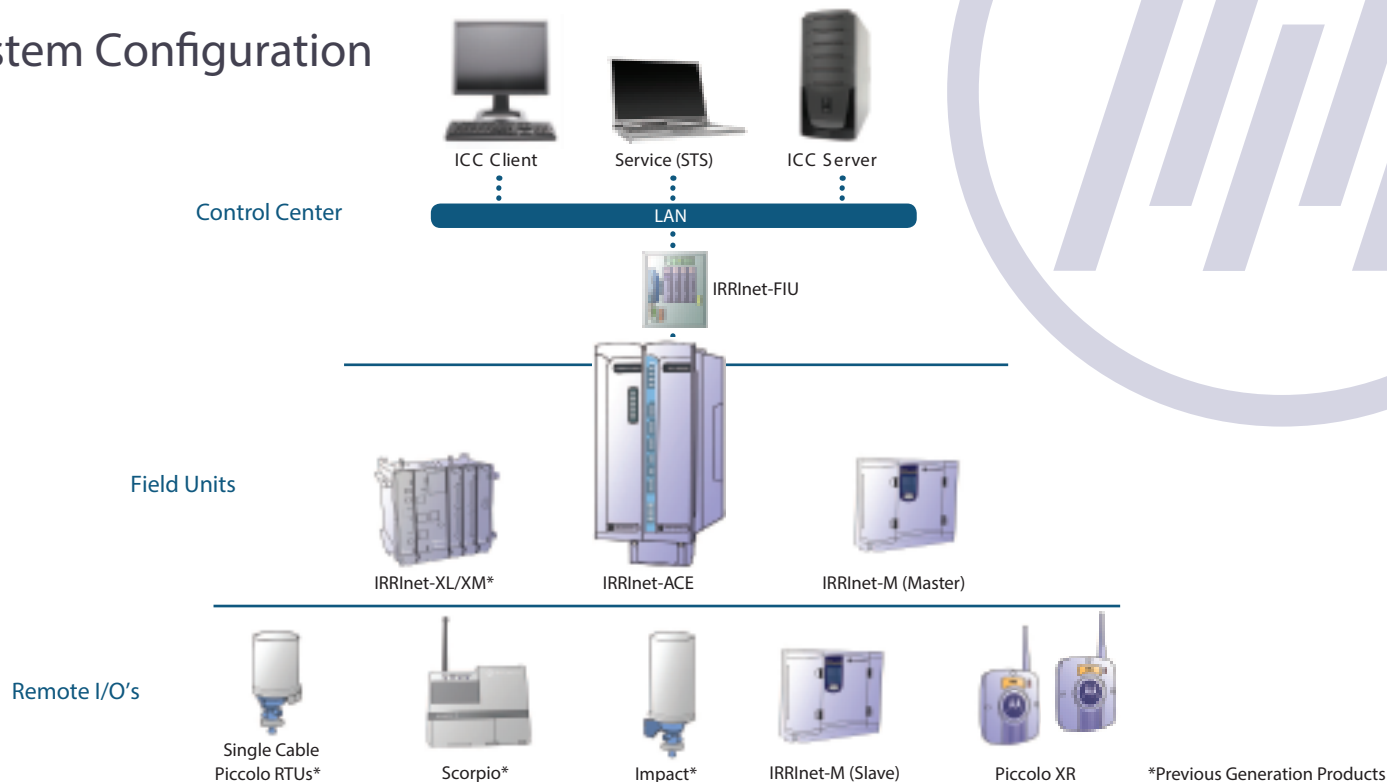 stem Configuration
ICC Client
Service (STS)
ICC Server
Control Center
LAN
IRRInet-FIU
Field Units
IRRInet-XL/XM*
IRRInet-ACE
IRRInet-M (Master)
Remote I/O's
Single Cable
Piccolo RTUs*
Scorpio*
Impact*
IRRInet-M (Slave)
Piccolo XR
*Previous Generation Products